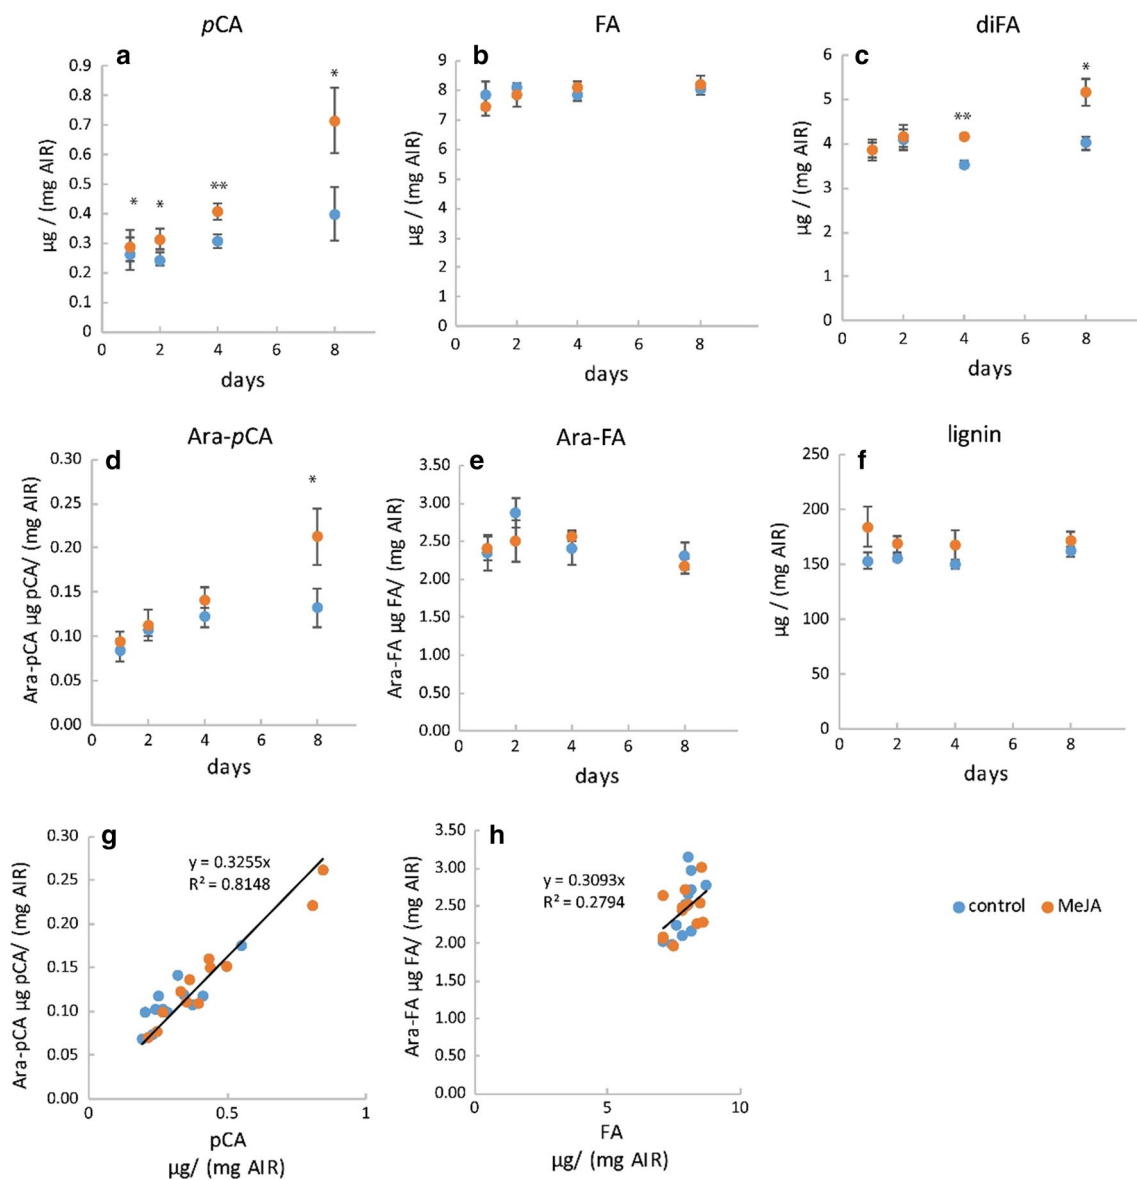 pCA
a
µg / (mg AIR)
1
0.9
0.8
0.7
0.6
0.5
0.4
0.3
0.2
0.1
0
*
*
**
*
0 2 4 6 8
days
FA
b
µg / (mg AIR)
9
8
7
6
5
4
3
2
1
0
0 2 4 6 8
days
diFA
c
µg / (mg AIR)
6
5
4
3
2
1
0
**
*
0 2 4 6 8
days
Ara-pCA
d
Ara-pCA µg pCA/ (mg AIR)
0.30
0.25
0.20
0.15
0.10
0.05
0.00
*
0 2 4 6 8
days
Ara-FA
e
Ara-FA µg FA/ (mg AIR)
3.50
3.00
2.50
2.00
1.50
1.00
0.50
0.00
0 2 4 6 8
days
lignin
f
µg / (mg AIR)
250
200
150
100
50
0
0 2 4 6 8
days
g
Ara-pCA µg pCA/ (mg AIR)
0.30
0.25
0.20
0.15
0.10
0.05
0.00
y = 0.3255x
R² = 0.8148
0 0.5 1
pCA
µg/ (mg AIR)
h
Ara-FA µg FA/ (mg AIR)
3.50
3.00
2.50
2.00
1.50
1.00
0.50
0.00
y = 0.3093x
R² = 0.2794
0 5 10
FA
µg/ (mg AIR)
control MeJA